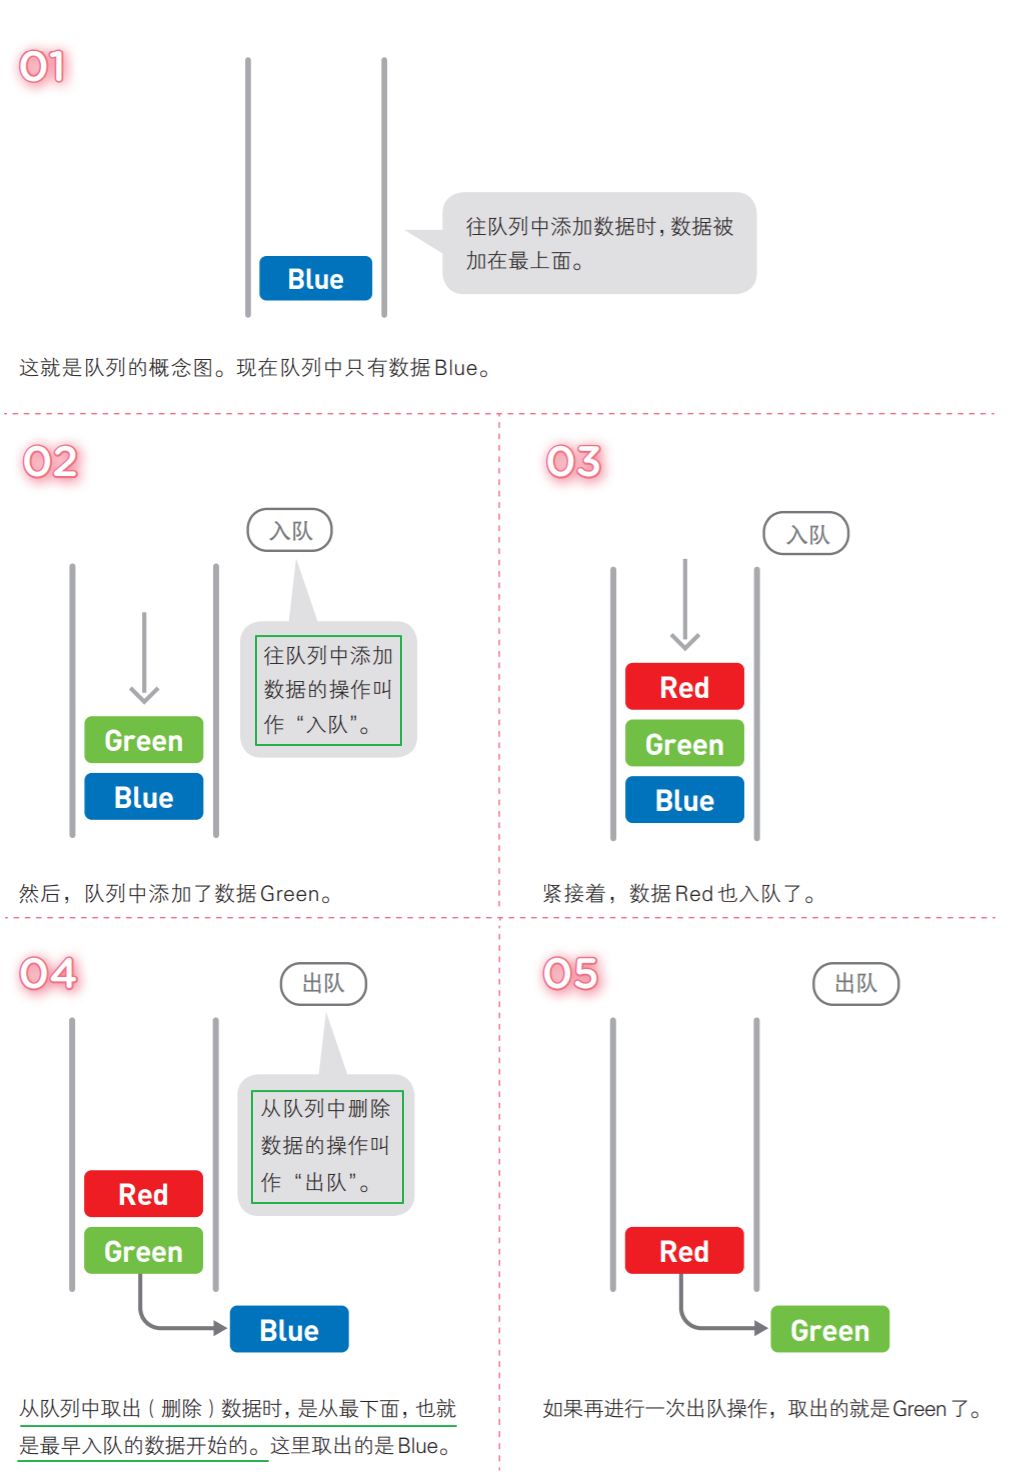 01
往队列中添加数据时，数据被
加在最上面。
Blue
这就是队列的概念图。现在队列中只有数据 Blue。
02
入队
往队列中添加
数据的操作叫
作“入队”。
Green
Blue
然后，队列中添加了数据 Green。
03
入队
Red
Green
Blue
紧接着，数据 Red 也入队了。
04
出队
从队列中删除
数据的操作叫
作“出队”。
Red
Green
Blue
从队列中取出（删除）数据时，是从最下面，也就
是最早入队的数据开始的。这里取出的是 Blue。
05
出队
Red
Green
如果再进行一次出队操作，取出的就是 Green 了。